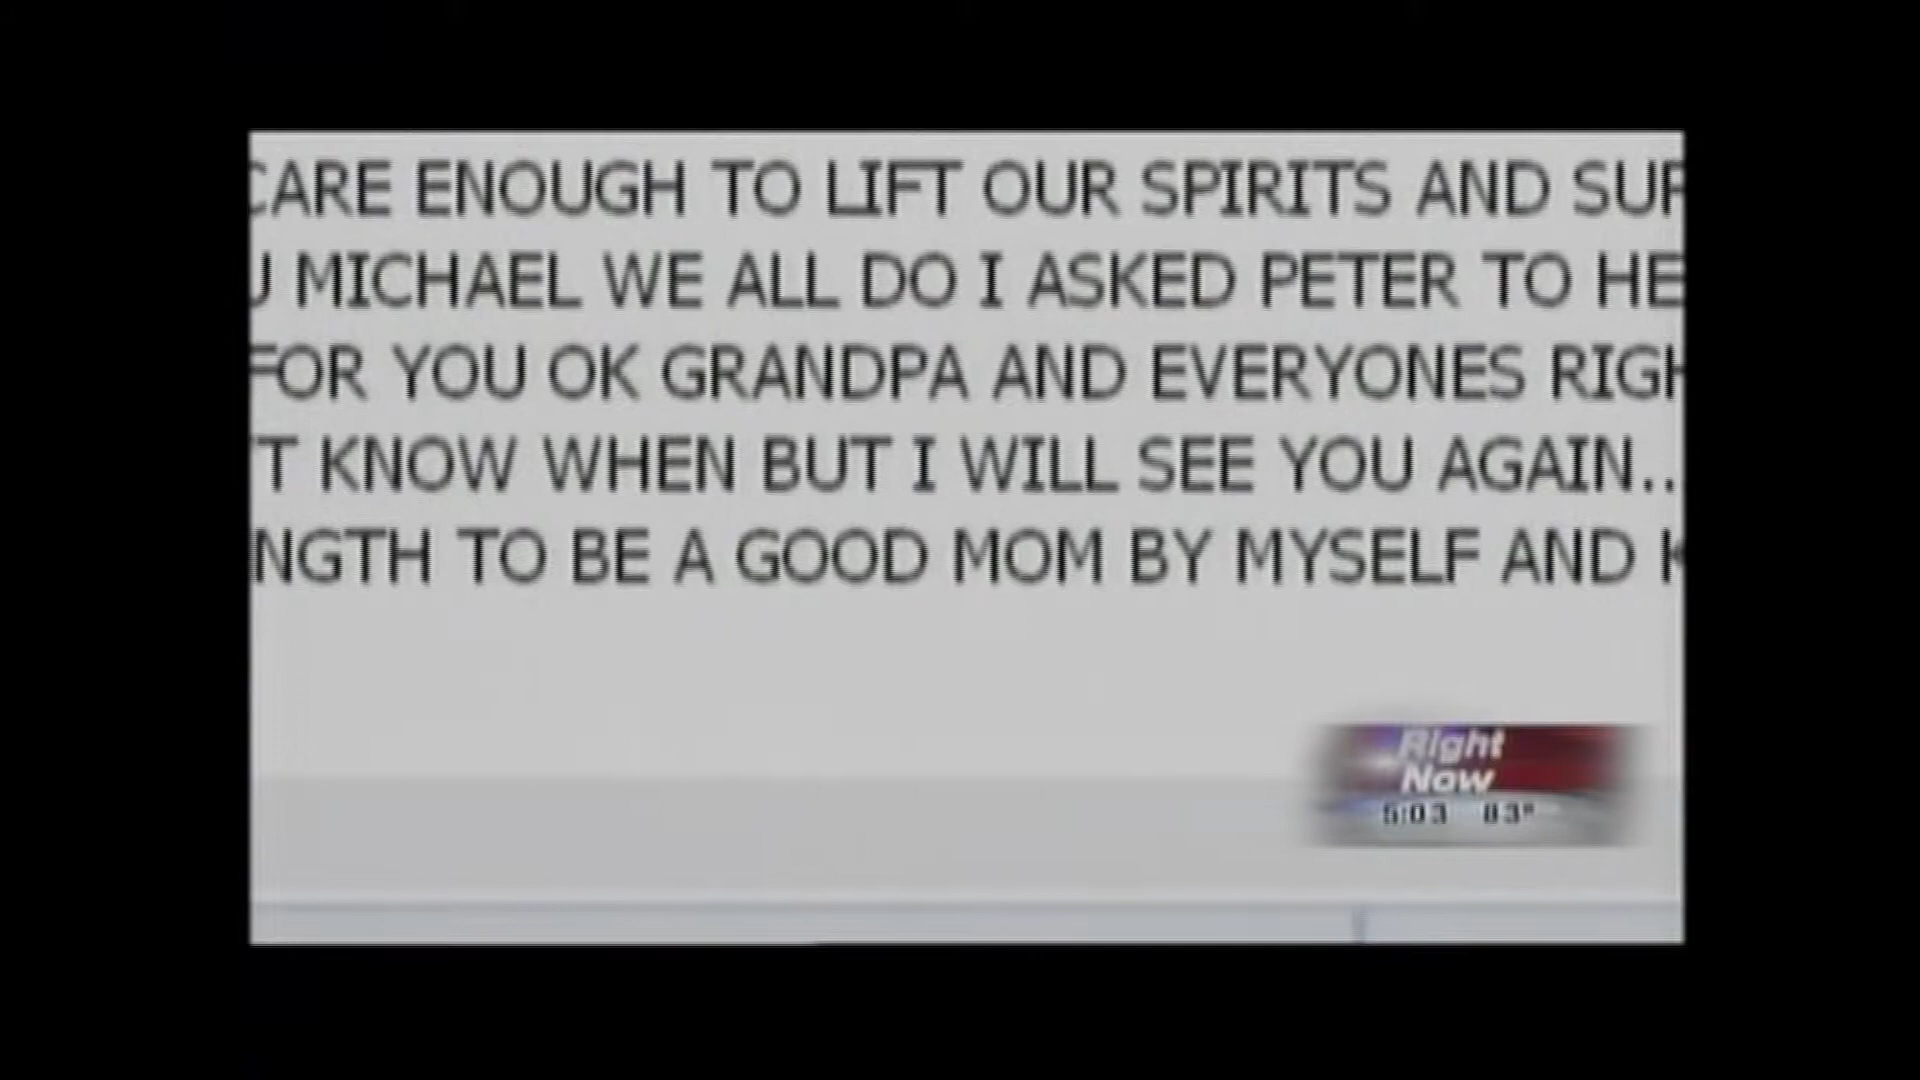 CARE ENOUGH TO LIFT OUR SPIRITS AND SUP
U MICHAEL WE ALL DO I ASKED PETER TO HE
FOR YOU OK GRANDPA AND EVERYONES RIGH
'T KNOW WHEN BUT I WILL SEE YOU AGAIN..
NGTH TO BE A GOOD MOM BY MYSELF AND K
Right
Now
5:03 83°